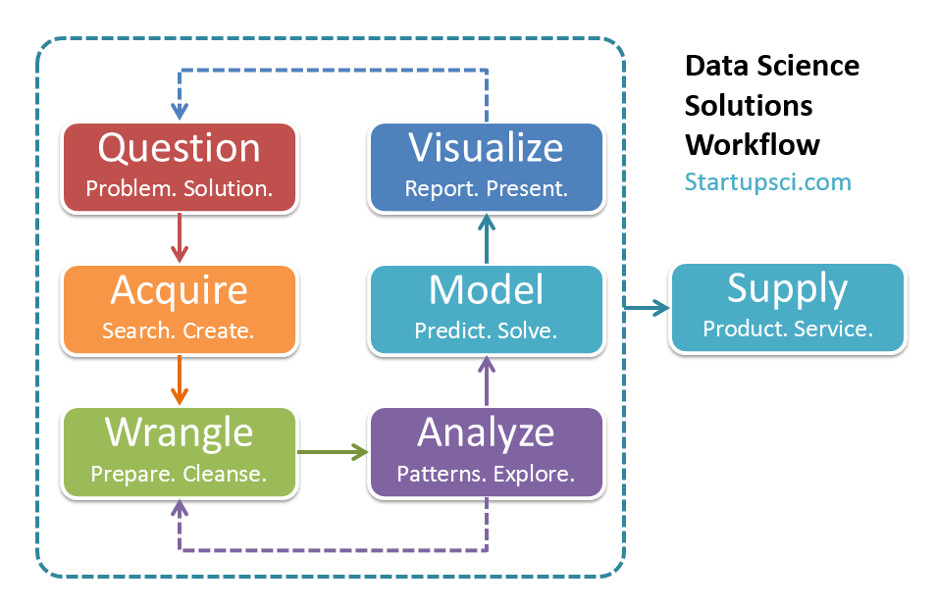 Data Science
Solutions
Workflow
Startupsci.com
Question
Problem. Solution.
Acquire
Search. Create.
Wrangle
Prepare. Cleanse.
Analyze
Patterns. Explore.
Model
Predict. Solve.
Visualize
Report. Present.
Supply
Product. Service.